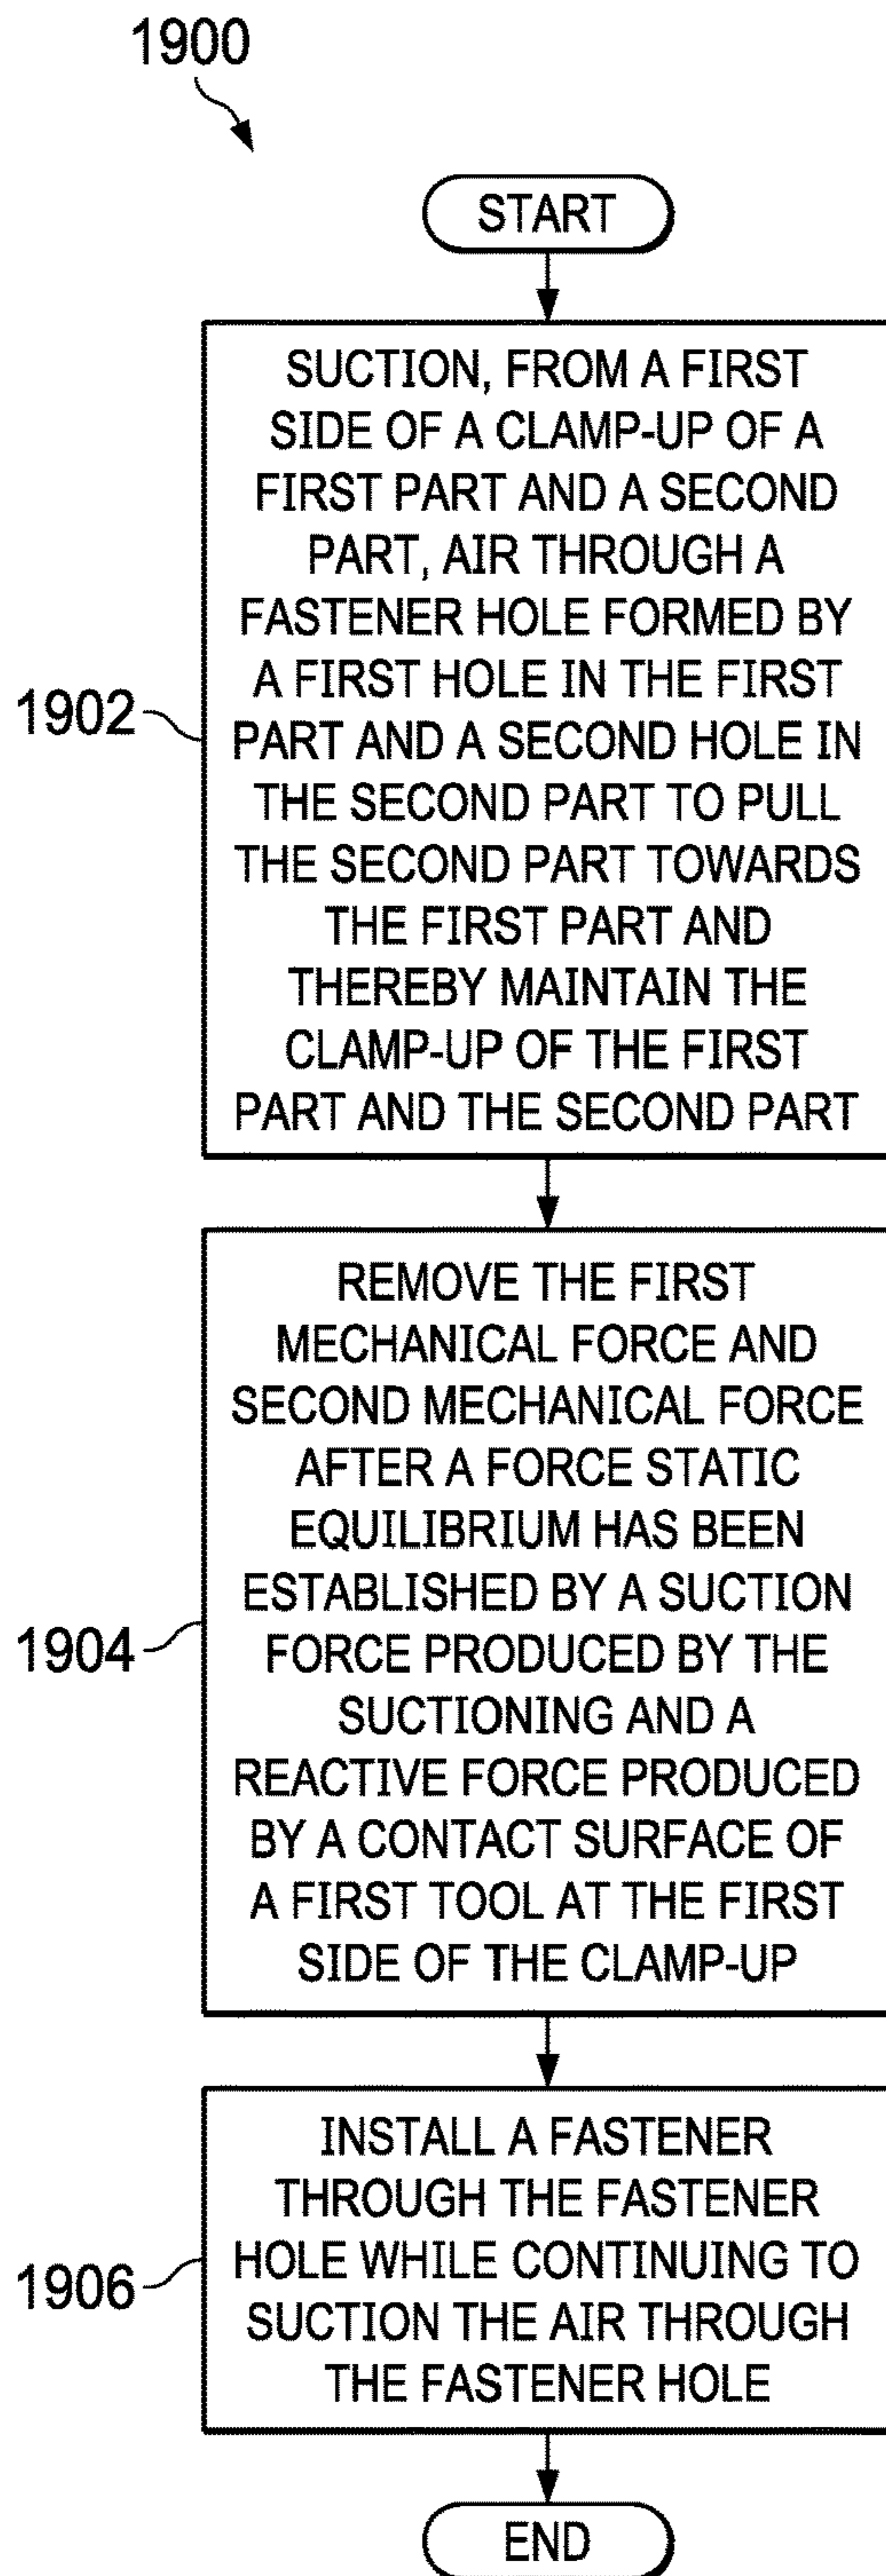 1900
START
SUCTION, FROM A FIRST
SIDE OF A CLAMP-UP OF A
FIRST PART AND A SECOND
PART, AIR THROUGH A
FASTENER HOLE FORMED BY
A FIRST HOLE IN THE FIRST
PART AND A SECOND HOLE IN
THE SECOND PART TO PULL
THE SECOND PART TOWARDS
THE FIRST PART AND
THEREBY MAINTAIN THE
CLAMP-UP OF THE FIRST
PART AND THE SECOND PART
1902
REMOVE THE FIRST
MECHANICAL FORCE AND
SECOND MECHANICAL FORCE
AFTER A FORCE STATIC
EQUILIBRIUM HAS BEEN
ESTABLISHED BY A SUCTION
FORCE PRODUCED BY THE
SUCTIONING AND A
REACTIVE FORCE PRODUCED
BY A CONTACT SURFACE OF
A FIRST TOOL AT THE FIRST
SIDE OF THE CLAMP-UP
1904
INSTALL A FASTENER
THROUGH THE FASTENER
HOLE WHILE CONTINUING TO
SUCTION THE AIR THROUGH
THE FASTENER HOLE
1906
END